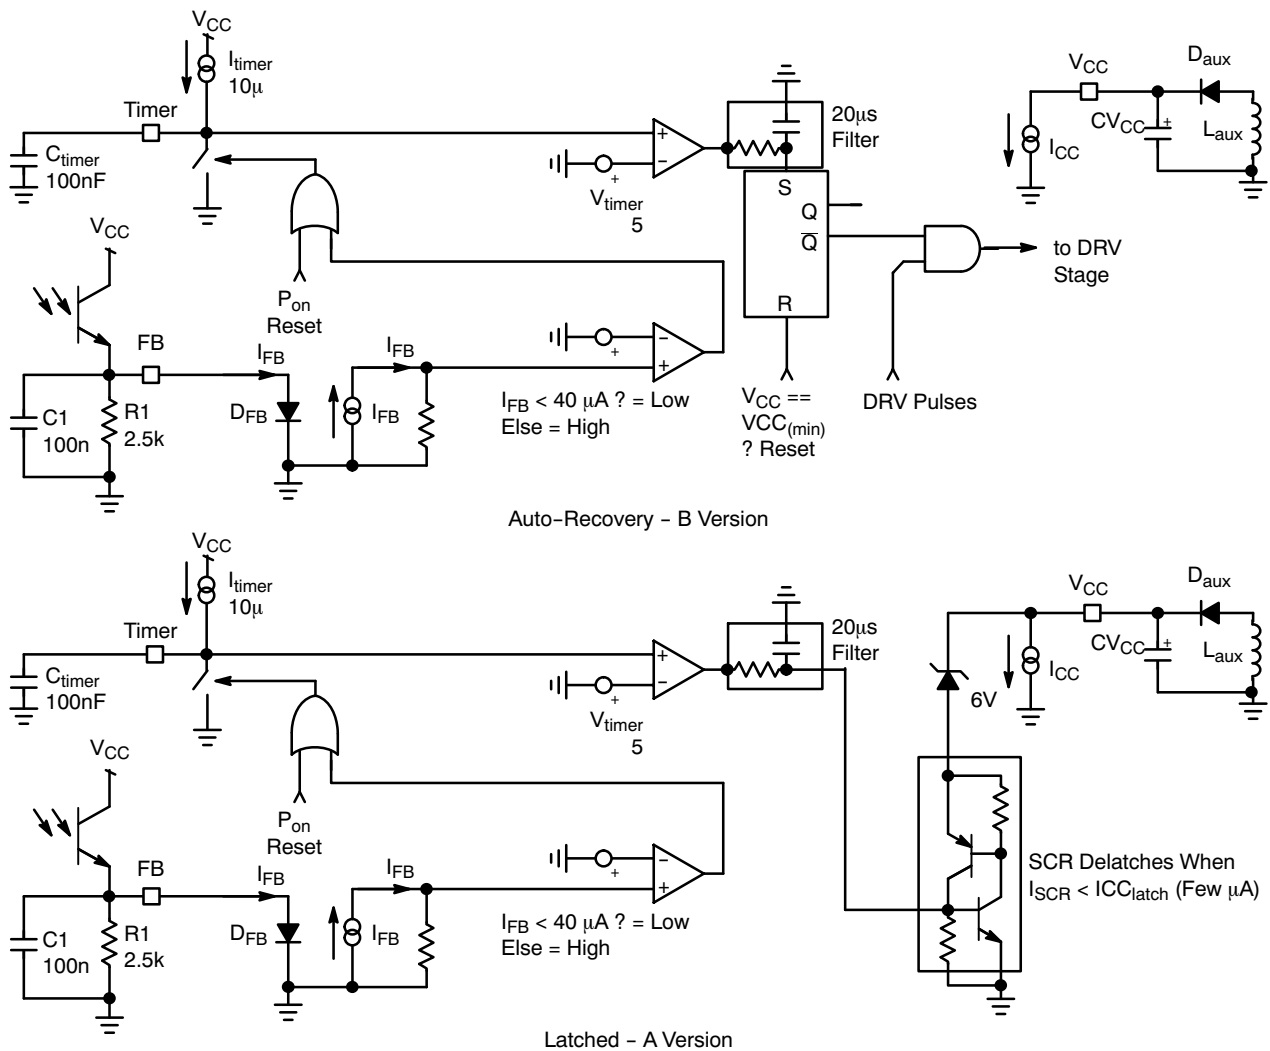 VCC
Itimer
10µ
Timer
Ctimer
100nF
+
−
Vtimer
+
5
20µs
Filter
S
Q
Q̅
R
VCC
Daux
ICC
CVCC
+
Laux
to DRV
Stage
VCC
Pon
Reset
FB
IFB
IFB
C1
100n
R1
2.5k
DFB
IFB
−
+
+
IFB < 40 µA ? = Low
Else = High
VCC ==
VCC(min)
? Reset
DRV Pulses
Auto-Recovery - B Version
VCC
Itimer
10µ
Timer
Ctimer
100nF
+
−
Vtimer
+
5
20µs
Filter
VCC
Daux
6V
ICC
CVCC
+
Laux
VCC
Pon
Reset
FB
IFB
IFB
C1
100n
R1
2.5k
DFB
IFB
−
+
+
IFB < 40 µA ? = Low
Else = High
SCR Delatches When
ISCR < ICClatch (Few µA)
Latched - A Version